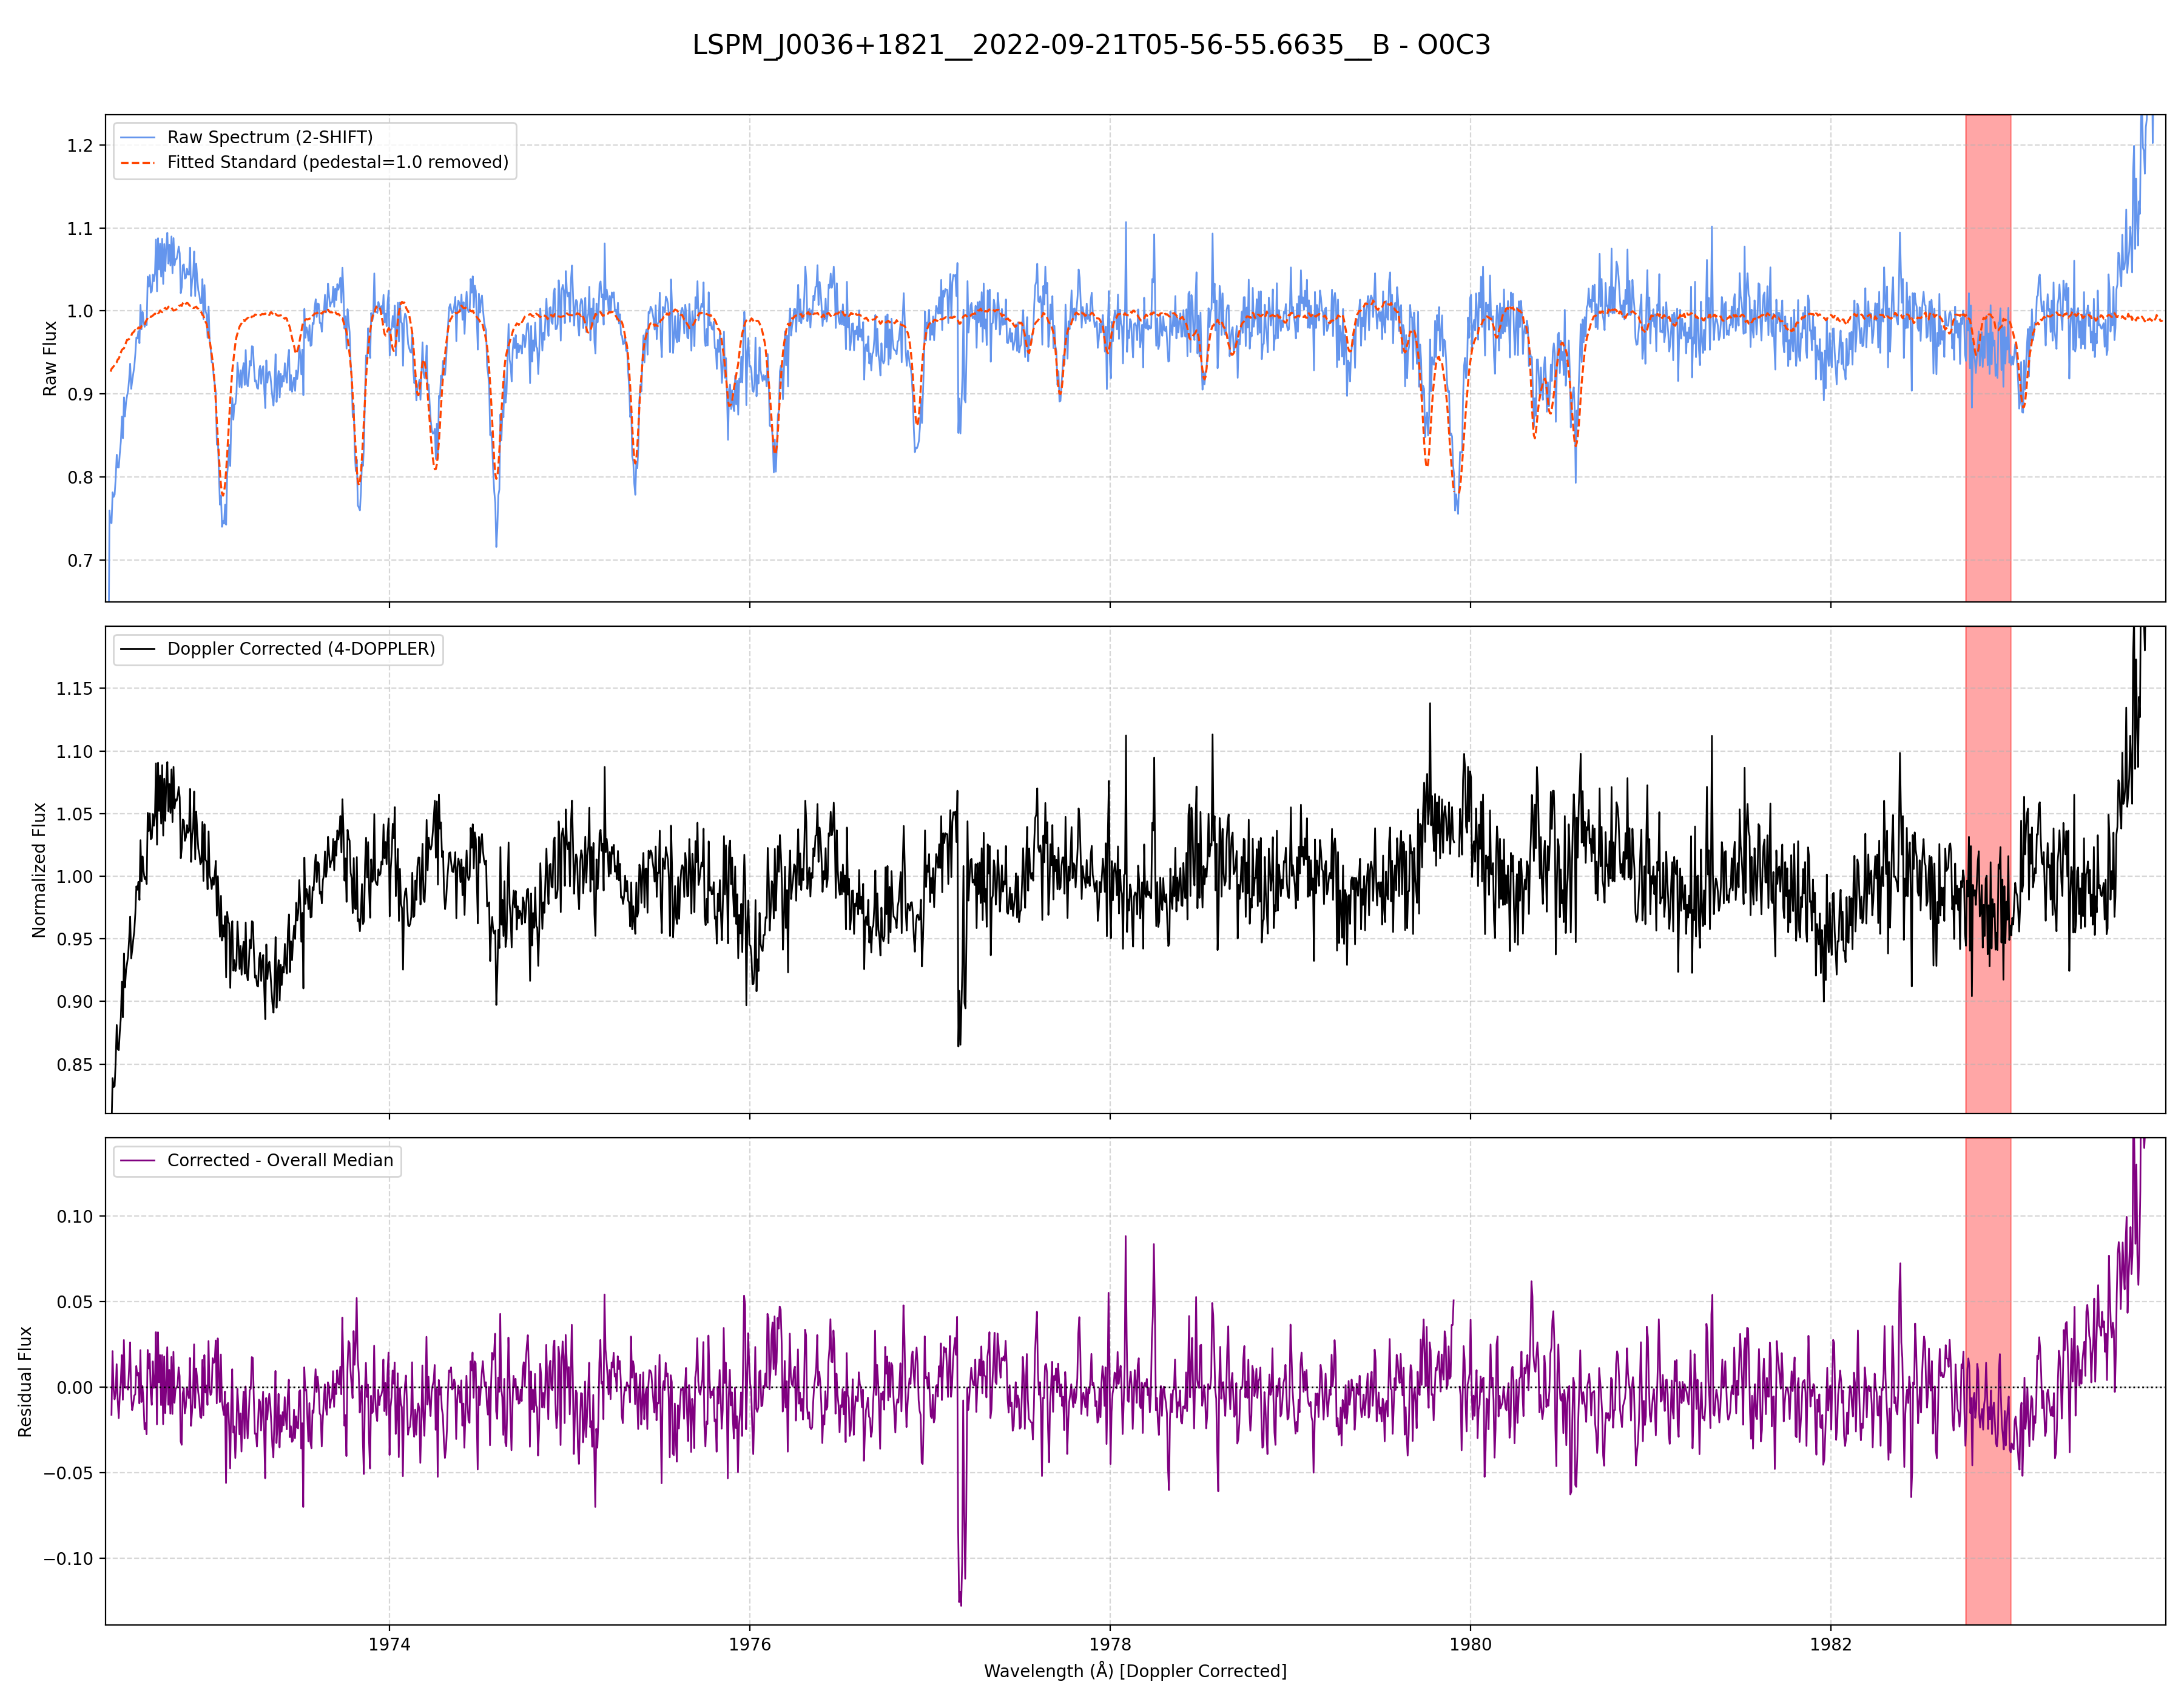 LSPM_J0036+1821__2022-09-21T05-56-55.6635__B - O0C3
Raw Spectrum (2-SHIFT)
Fitted Standard (pedestal=1.0 removed)
Raw Flux
1.2
1.1
1.0
0.9
0.8
0.7
Doppler Corrected (4-DOPPLER)
Normalized Flux
1.15
1.10
1.05
1.00
0.95
0.90
0.85
Corrected - Overall Median
Residual Flux
0.10
0.05
0.00
−0.05
−0.10
1974 1976 1978 1980 1982
Wavelength (Å) [Doppler Corrected]